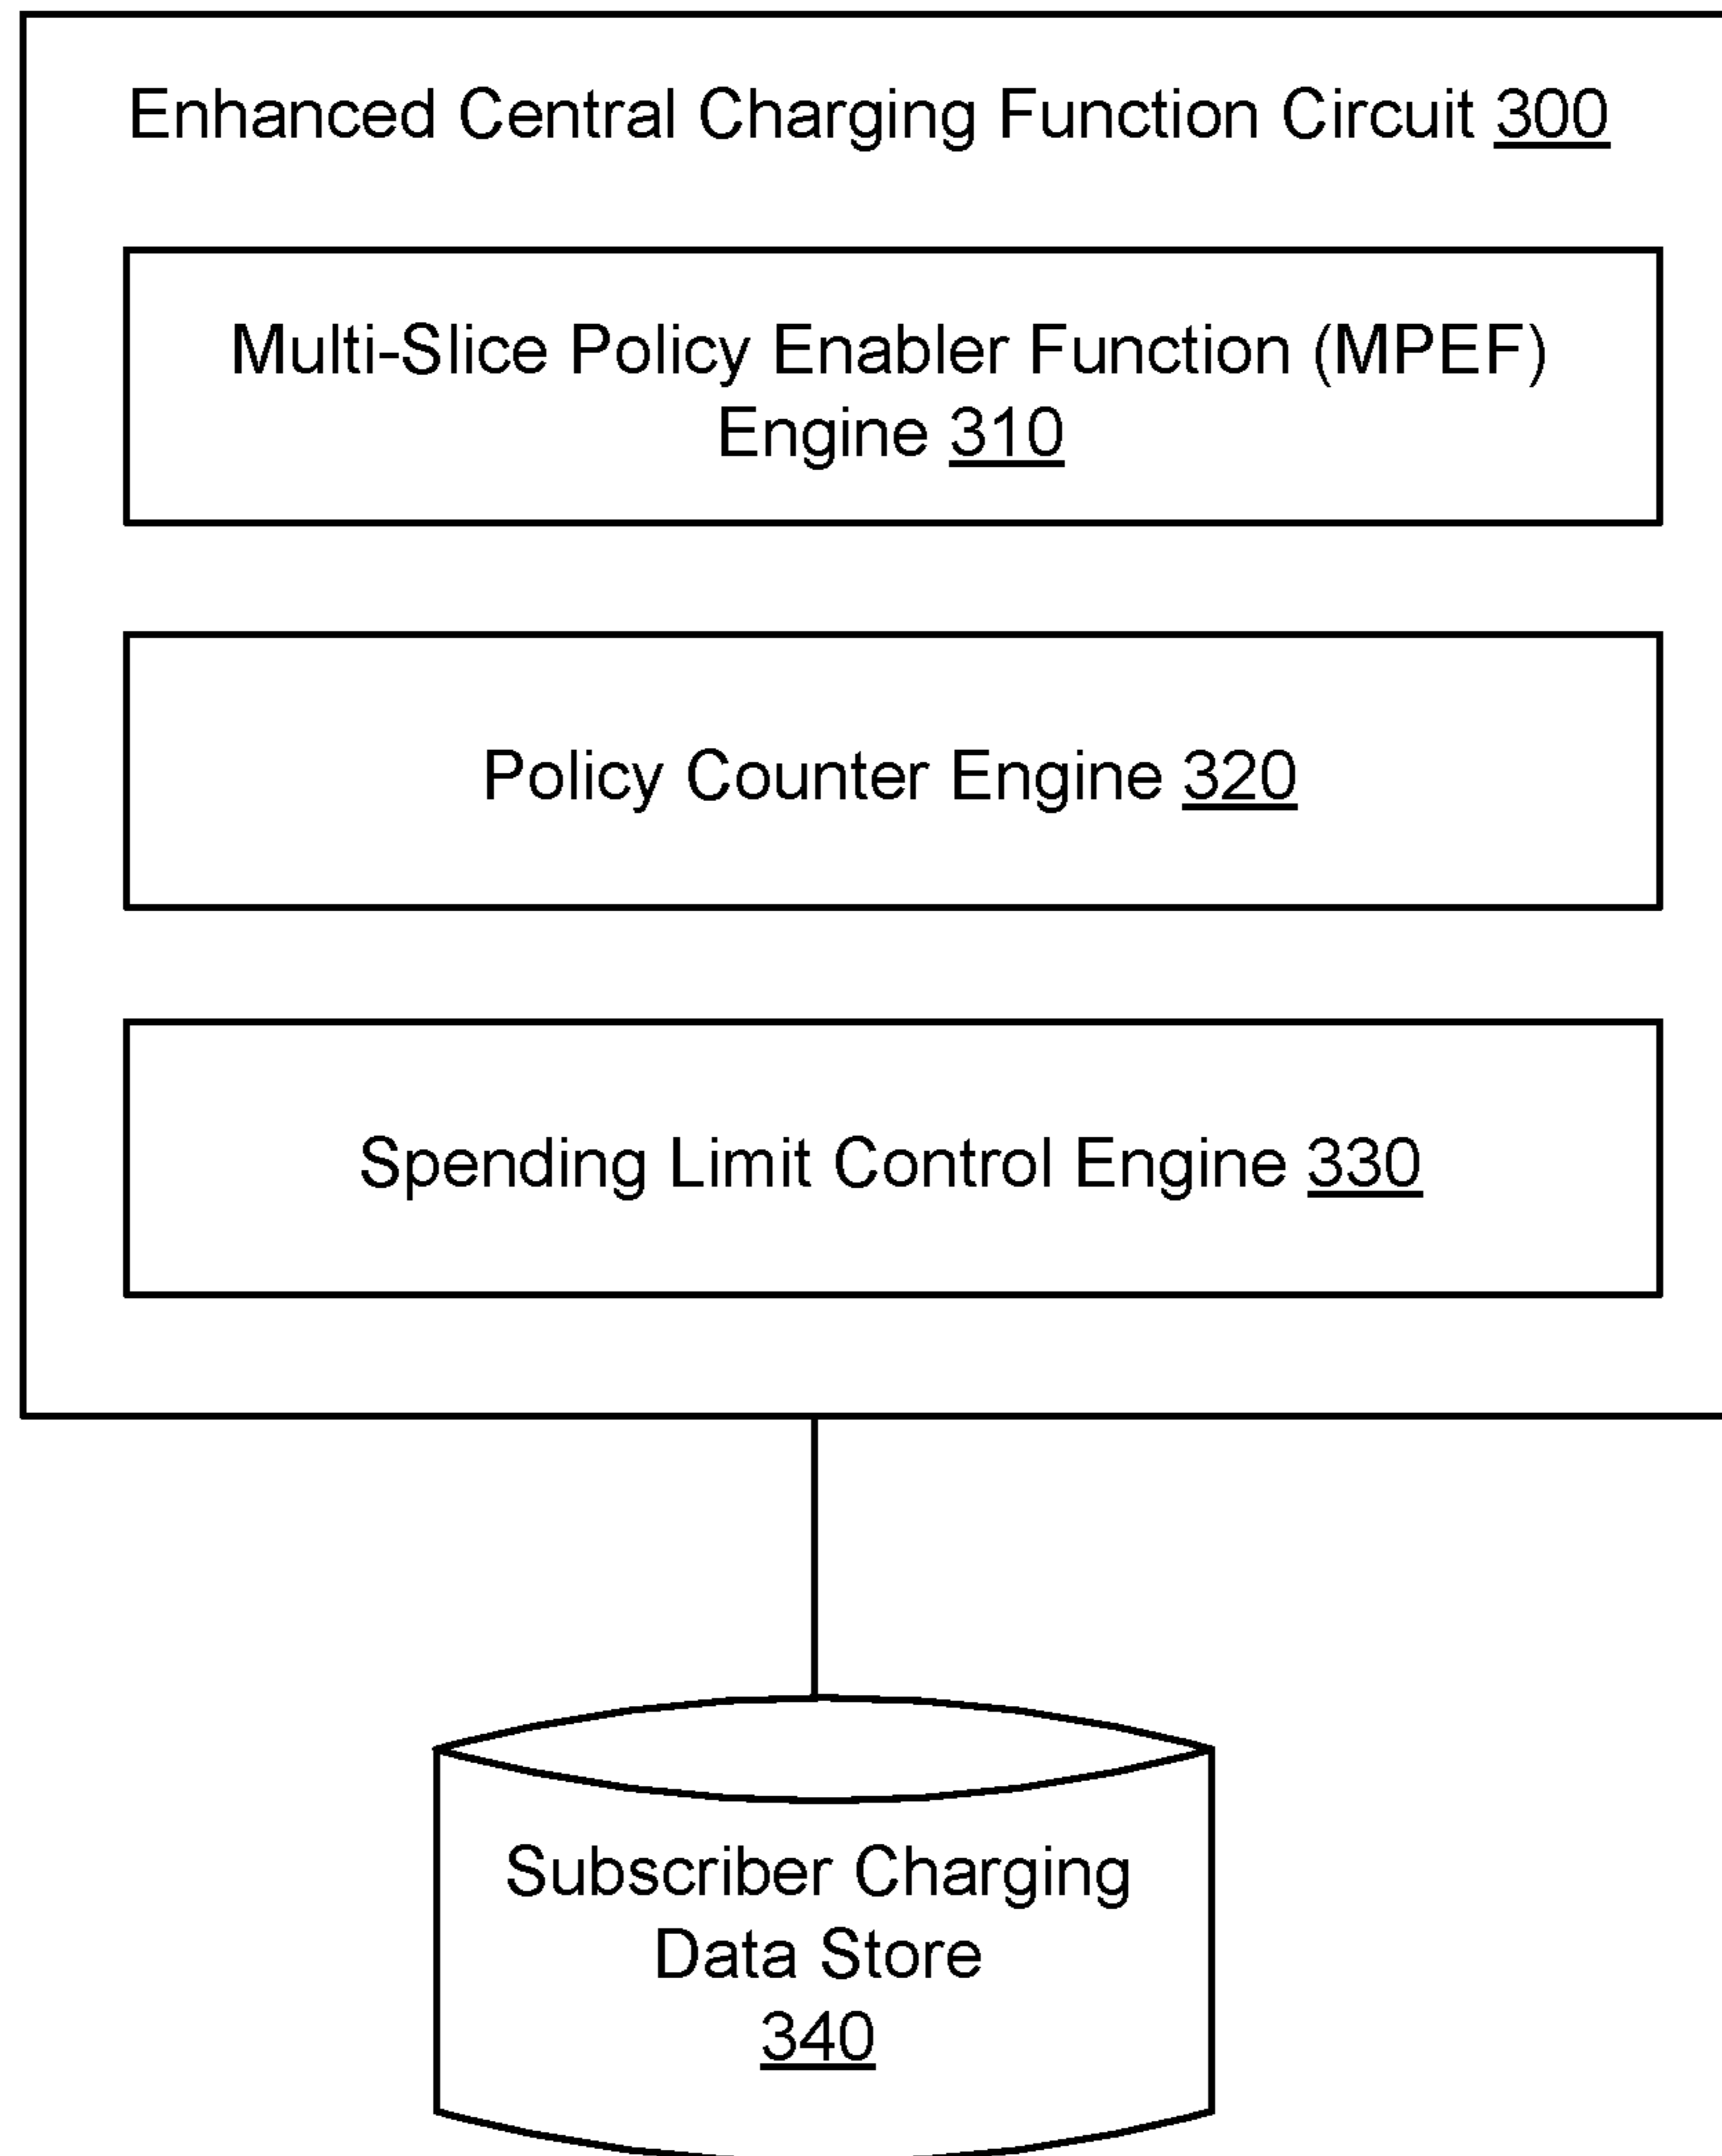 Enhanced Central Charging Function Circuit 300
Multi-Slice Policy Enabler Function (MPEF)
Engine 310
Policy Counter Engine 320
Spending Limit Control Engine 330
Subscriber Charging
Data Store
340